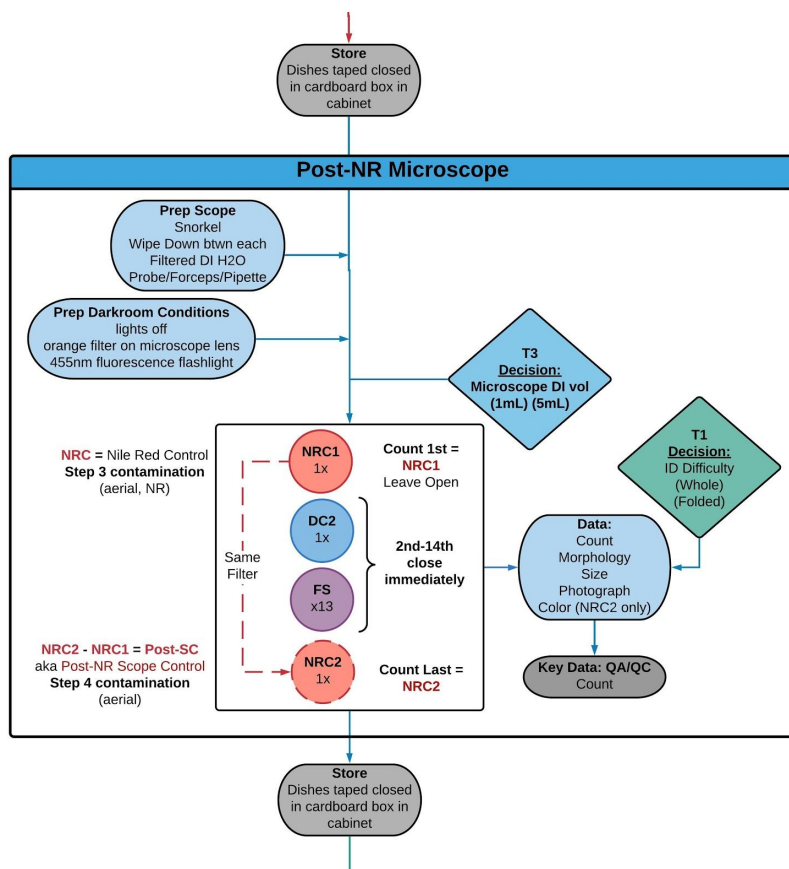 Store
Dishes taped closed
in cardboard box in
cabinet
Post-NR Microscope
Prep Scope
Snorkel
Wipe Down btwn each
Filtered DI H2O
Probe/Forceps/Pipette
Prep Darkroom Conditions
lights off
orange filter on microscope lens
455nm fluorescence flashlight
T3
Decision:
Microscope DI vol
(1mL) (5mL)
T1
Decision:
ID Difficulty
(Whole)
(Folded)
NRC = Nile Red Control
Step 3 contamination
(aerial, NR)
NRC1
1x
Count 1st =
NRC1
Leave Open
DC2
1x
2nd-14th
close
immediately
Same
Filter
FS
x13
Data:
Count
Morphology
Size
Photograph
Color (NRC2 only)
NRC2 - NRC1 = Post-SC
aka Post-NR Scope Control
Step 4 contamination
(aerial)
NRC2
1x
Count Last =
NRC2
Key Data: QA/QC
Count
Store
Dishes taped closed
in cardboard box in
cabinet